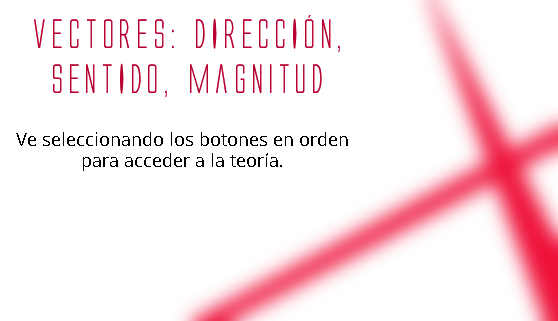 VECTORES: DIRECCIÓN,
SENTIDO, MAGNITUD
Ve seleccionando los botones en orden
para acceder a la teoría.